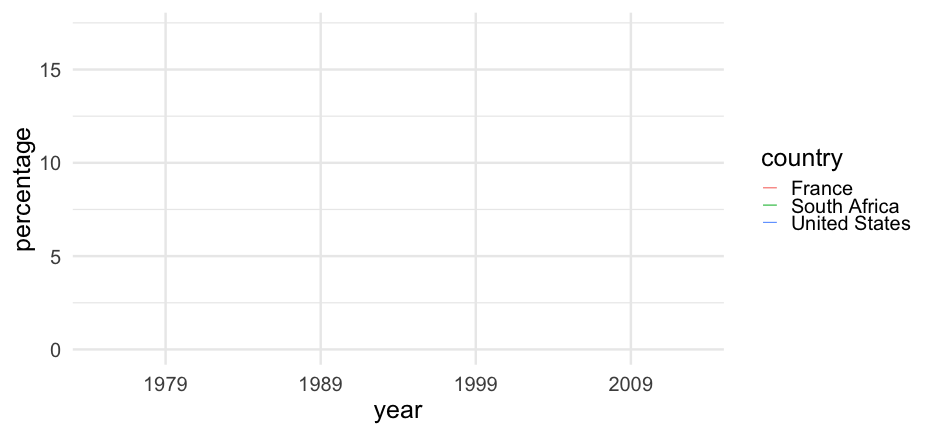 15
10
5
0
percentage
1979 1989 1999 2009
year
country
France
South Africa
United States